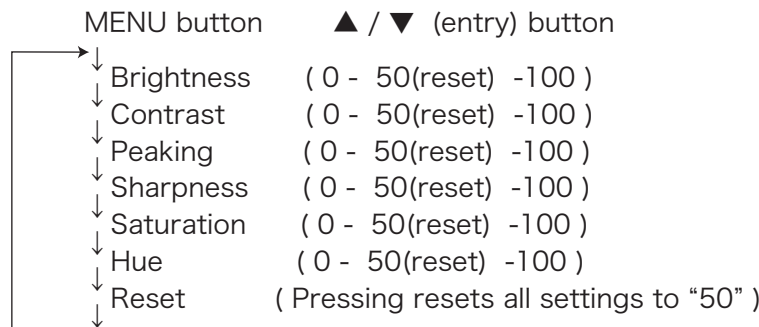 MENU button ▲ / ▼ (entry) button
Brightness ( 0 - 50(reset) -100 )
Contrast ( 0 - 50(reset) -100 )
Peaking ( 0 - 50(reset) -100 )
Sharpness ( 0 - 50(reset) -100 )
Saturation ( 0 - 50(reset) -100 )
Hue ( 0 - 50(reset) -100 )
Reset ( Pressing resets all settings to “50” )